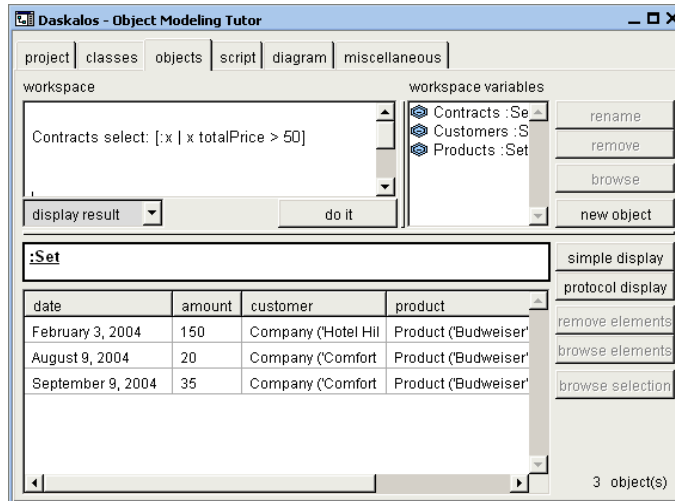 Daskalos - Object Modeling Tutor
project classes objects script diagram miscellaneous
workspace workspace variables
Contracts select: [:x | x totalPrice > 50]
Contracts :Se
Customers :S
Products :Set
rename
remove
browse
display result do it new object
:Set
simple display
protocol display
date amount customer product
February 3, 2004 150 Company ('Hotel Hil Product ('Budweiser'
August 9, 2004 20 Company ('Comfort Product ('Budweiser'
September 9, 2004 35 Company ('Comfort Product ('Budweiser'
remove elements
browse elements
browse selection
3 object(s)